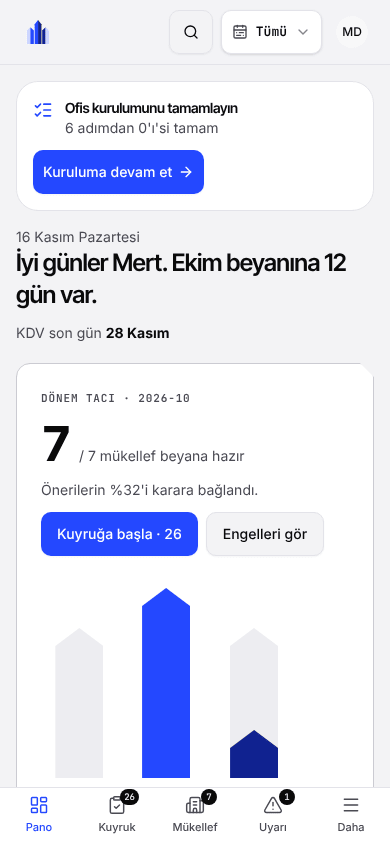 Tümü
MD
Ofis kurulumunu tamamlayın
6 adımdan 0'ı'si tamam
Kuruluma devam et
16 Kasım Pazartesi
İyi günler Mert. Ekim beyanına 12
gün var.
KDV son gün 28 Kasım
DÖNEM TACI · 2026-10
7 / 7 mükellef beyana hazır
Önerilerin %32'i karara bağlandı.
Kuyruğa başla · 26
Engelleri gör
26
7
1
Pano
Kuyruk
Mükellef
Uyarı
Daha